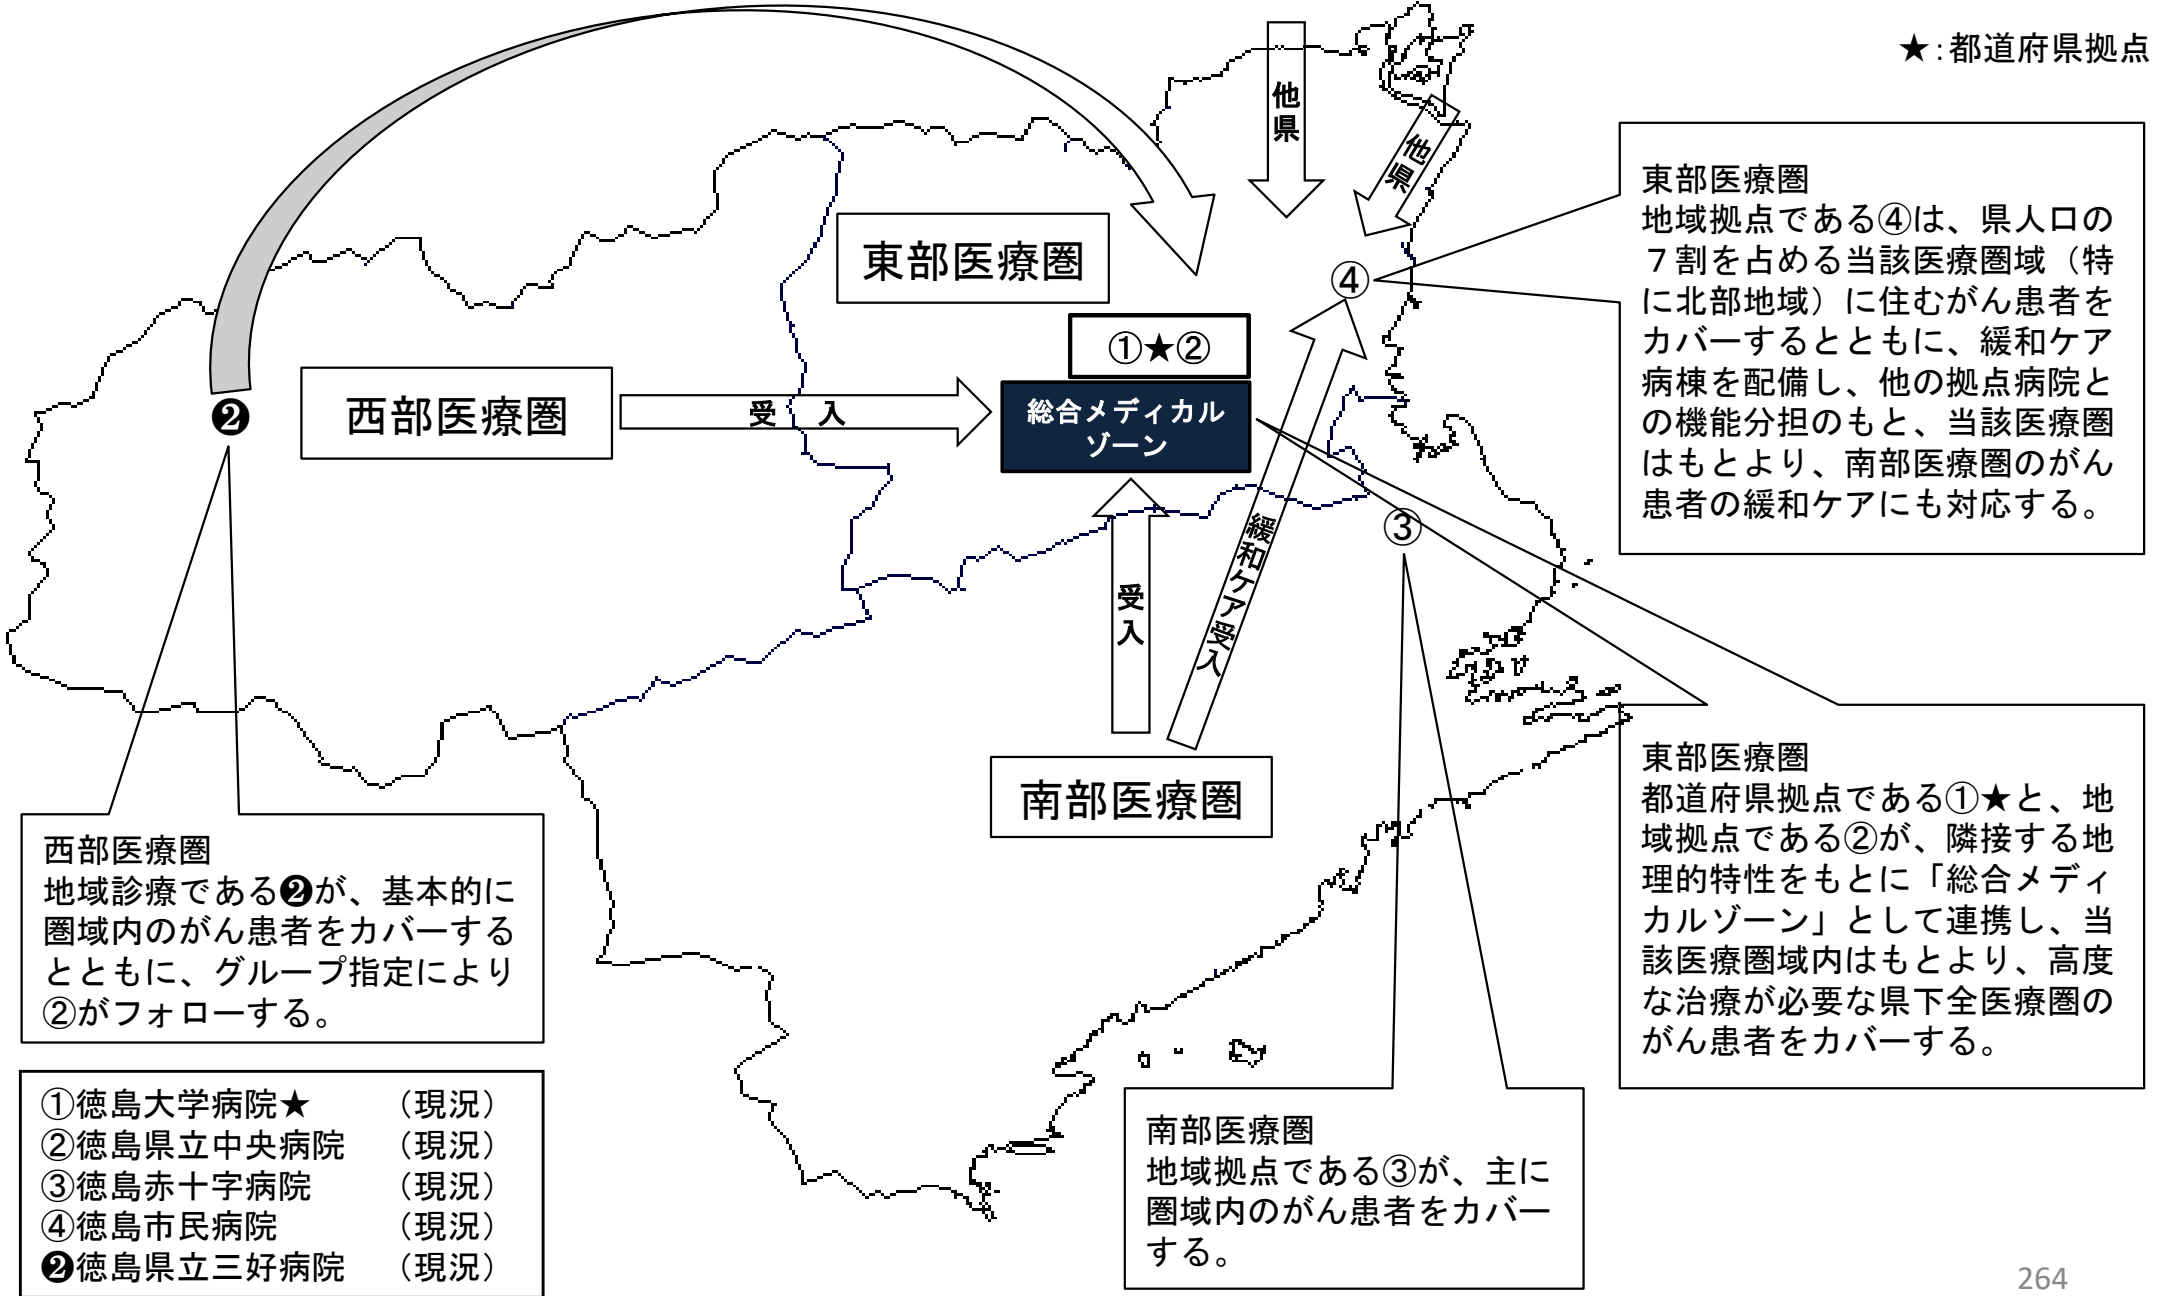 ★：都道府県拠点
他県
他県
東部医療圏
地域拠点である④は、県人口の
７割を占める当該医療圏域（特
に北部地域）に住むがん患者を
カバーするとともに、緩和ケア
病棟を配備し、他の拠点病院と
の機能分担のもと、当該医療圏
はもとより、南部医療圏のがん
患者の緩和ケアにも対応する。
東部医療圏
④
①★②
総合メディカル
ゾーン
❷
西部医療圏
受　入
③
緩和ケア受入
受入
南部医療圏
東部医療圏
都道府県拠点である①★と、地
域拠点である②が、隣接する地
理的特性をもとに「総合メディ
カルゾーン」として連携し、当
該医療圏域内はもとより、高度
な治療が必要な県下全医療圏の
がん患者をカバーする。
西部医療圏
地域診療である❷が、基本的に
圏域内のがん患者をカバーする
とともに、グループ指定により
②がフォローする。
①徳島大学病院★　（現況）
②徳島県立中央病院　（現況）
③徳島赤十字病院　（現況）
④徳島市民病院　（現況）
❷徳島県立三好病院　（現況）
南部医療圏
地域拠点である③が、主に
圏域内のがん患者をカバー
する。
264